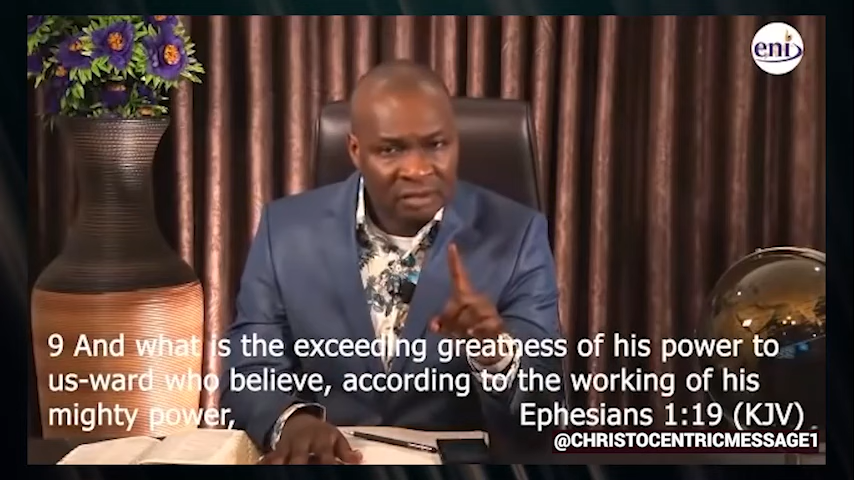 eni
9 And what is the exceeding greatness of his power to
us-ward who believe, according to the working of his
mighty power, Ephesians 1:19 (KJV)
@CHRISTOCENTRICMESSAGE1